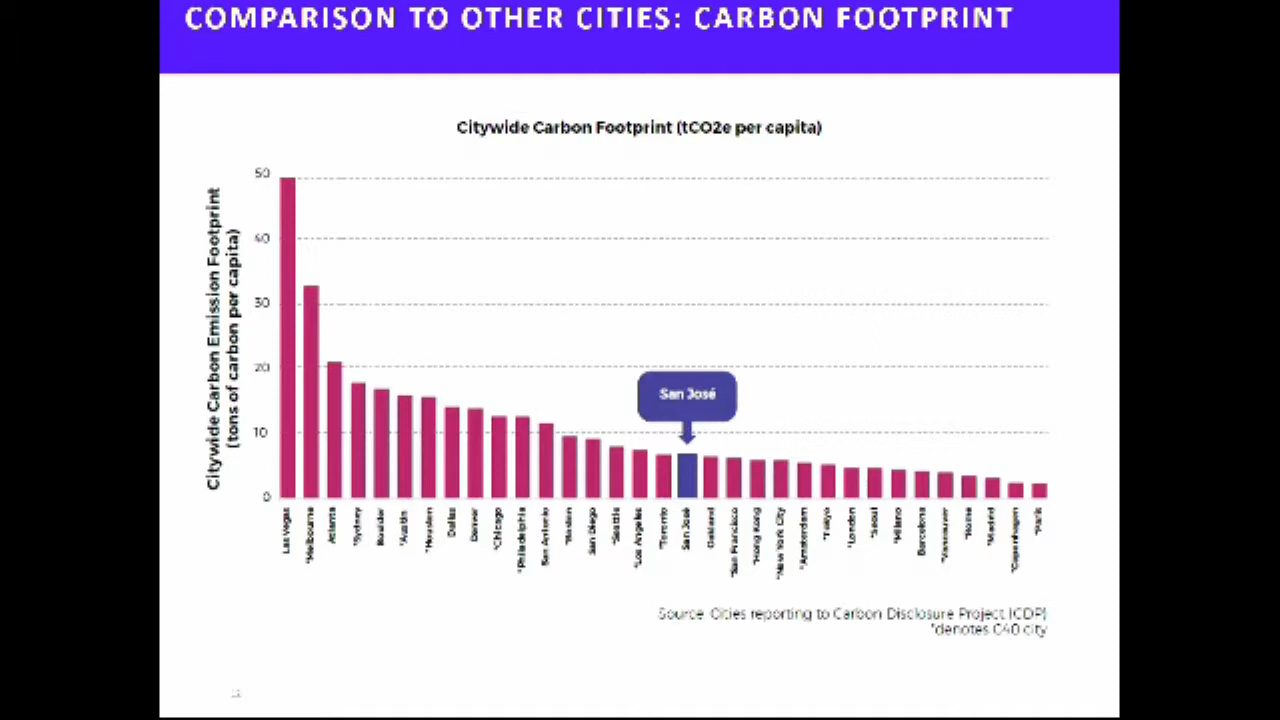 COMPARISON TO OTHER CITIES: CARBON FOOTPRINT
Citywide Carbon Footprint (tCO2e per capita)
Citywide Carbon Emission Footprint
(tons of carbon per capita)
50
40
30
20
10
0
San José
Las Vegas
*Melbourne
Atlanta
*Sydney
Boulder
*Austin
*Houston
Dallas
Denver
*Chicago
*Philadelphia
San Antonio
*Boston
San Diego
*Seattle
*Los Angeles
*Toronto
San José
Oakland
*San Francisco
*Hong Kong
*New York City
*Amsterdam
*Tokyo
*London
*Seoul
*Milano
Barcelona
*Vancouver
*Rome
*Madrid
*Copenhagen
*Paris
Source: Cities reporting to Carbon Disclosure Project (CDP)
*denotes C40 city